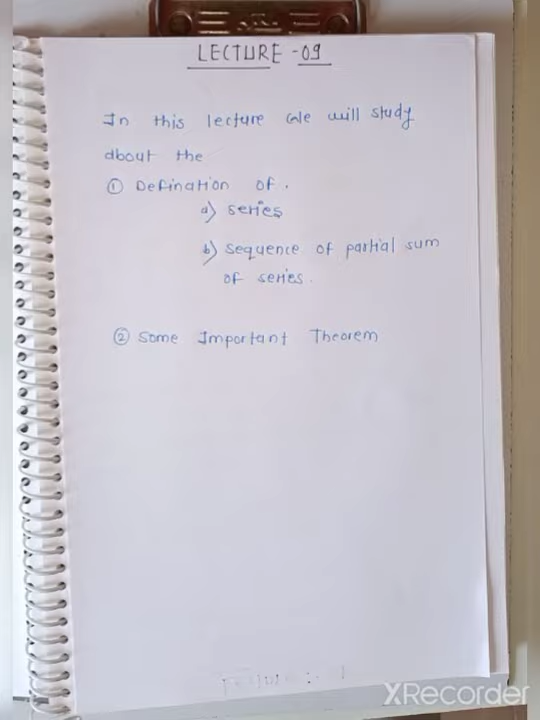 LECTURE - 09
In this lecture we will study
about the
① Defination of.
a) series
b) sequence of partial sum
of series.
② Some Important Theorem
XRecorder